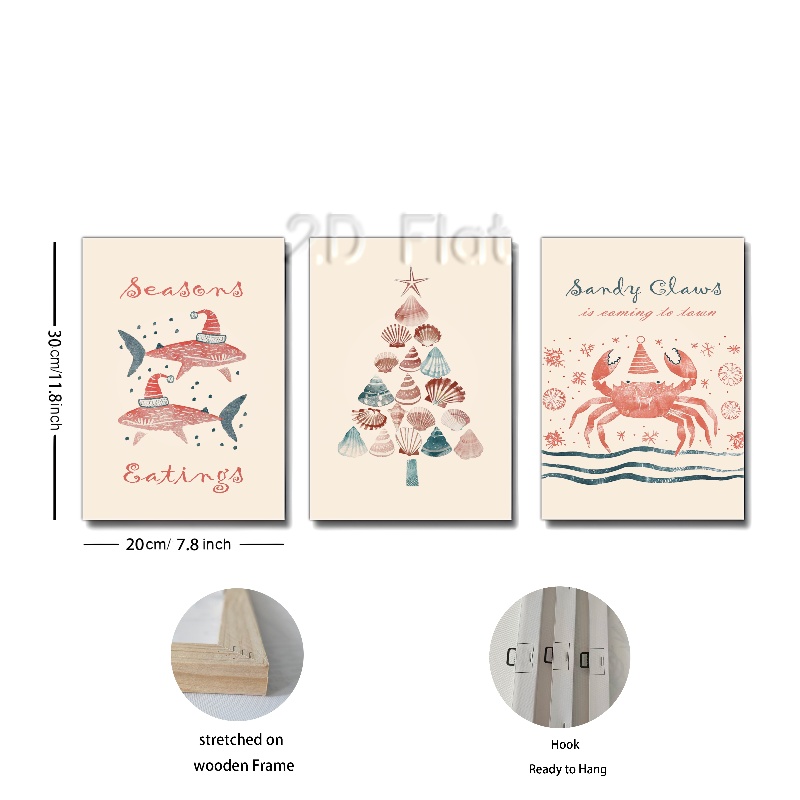 2D Flat
Seasons
Eatings
Sandy Claws
is coming to town
30cm/11.8inch
20cm/ 7.8 inch
stretched on
wooden Frame
Hook
Ready to Hang